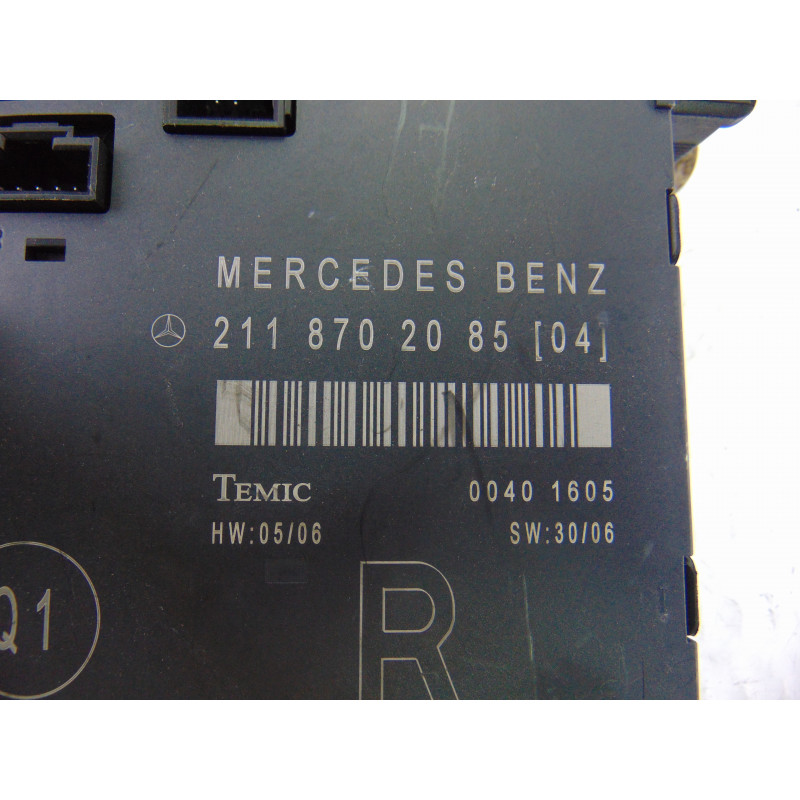 MERCEDES BENZ
211 870 20 85 [04]
TEMIC 0040 1605
HW:05/06 SW:30/06
Q1
R